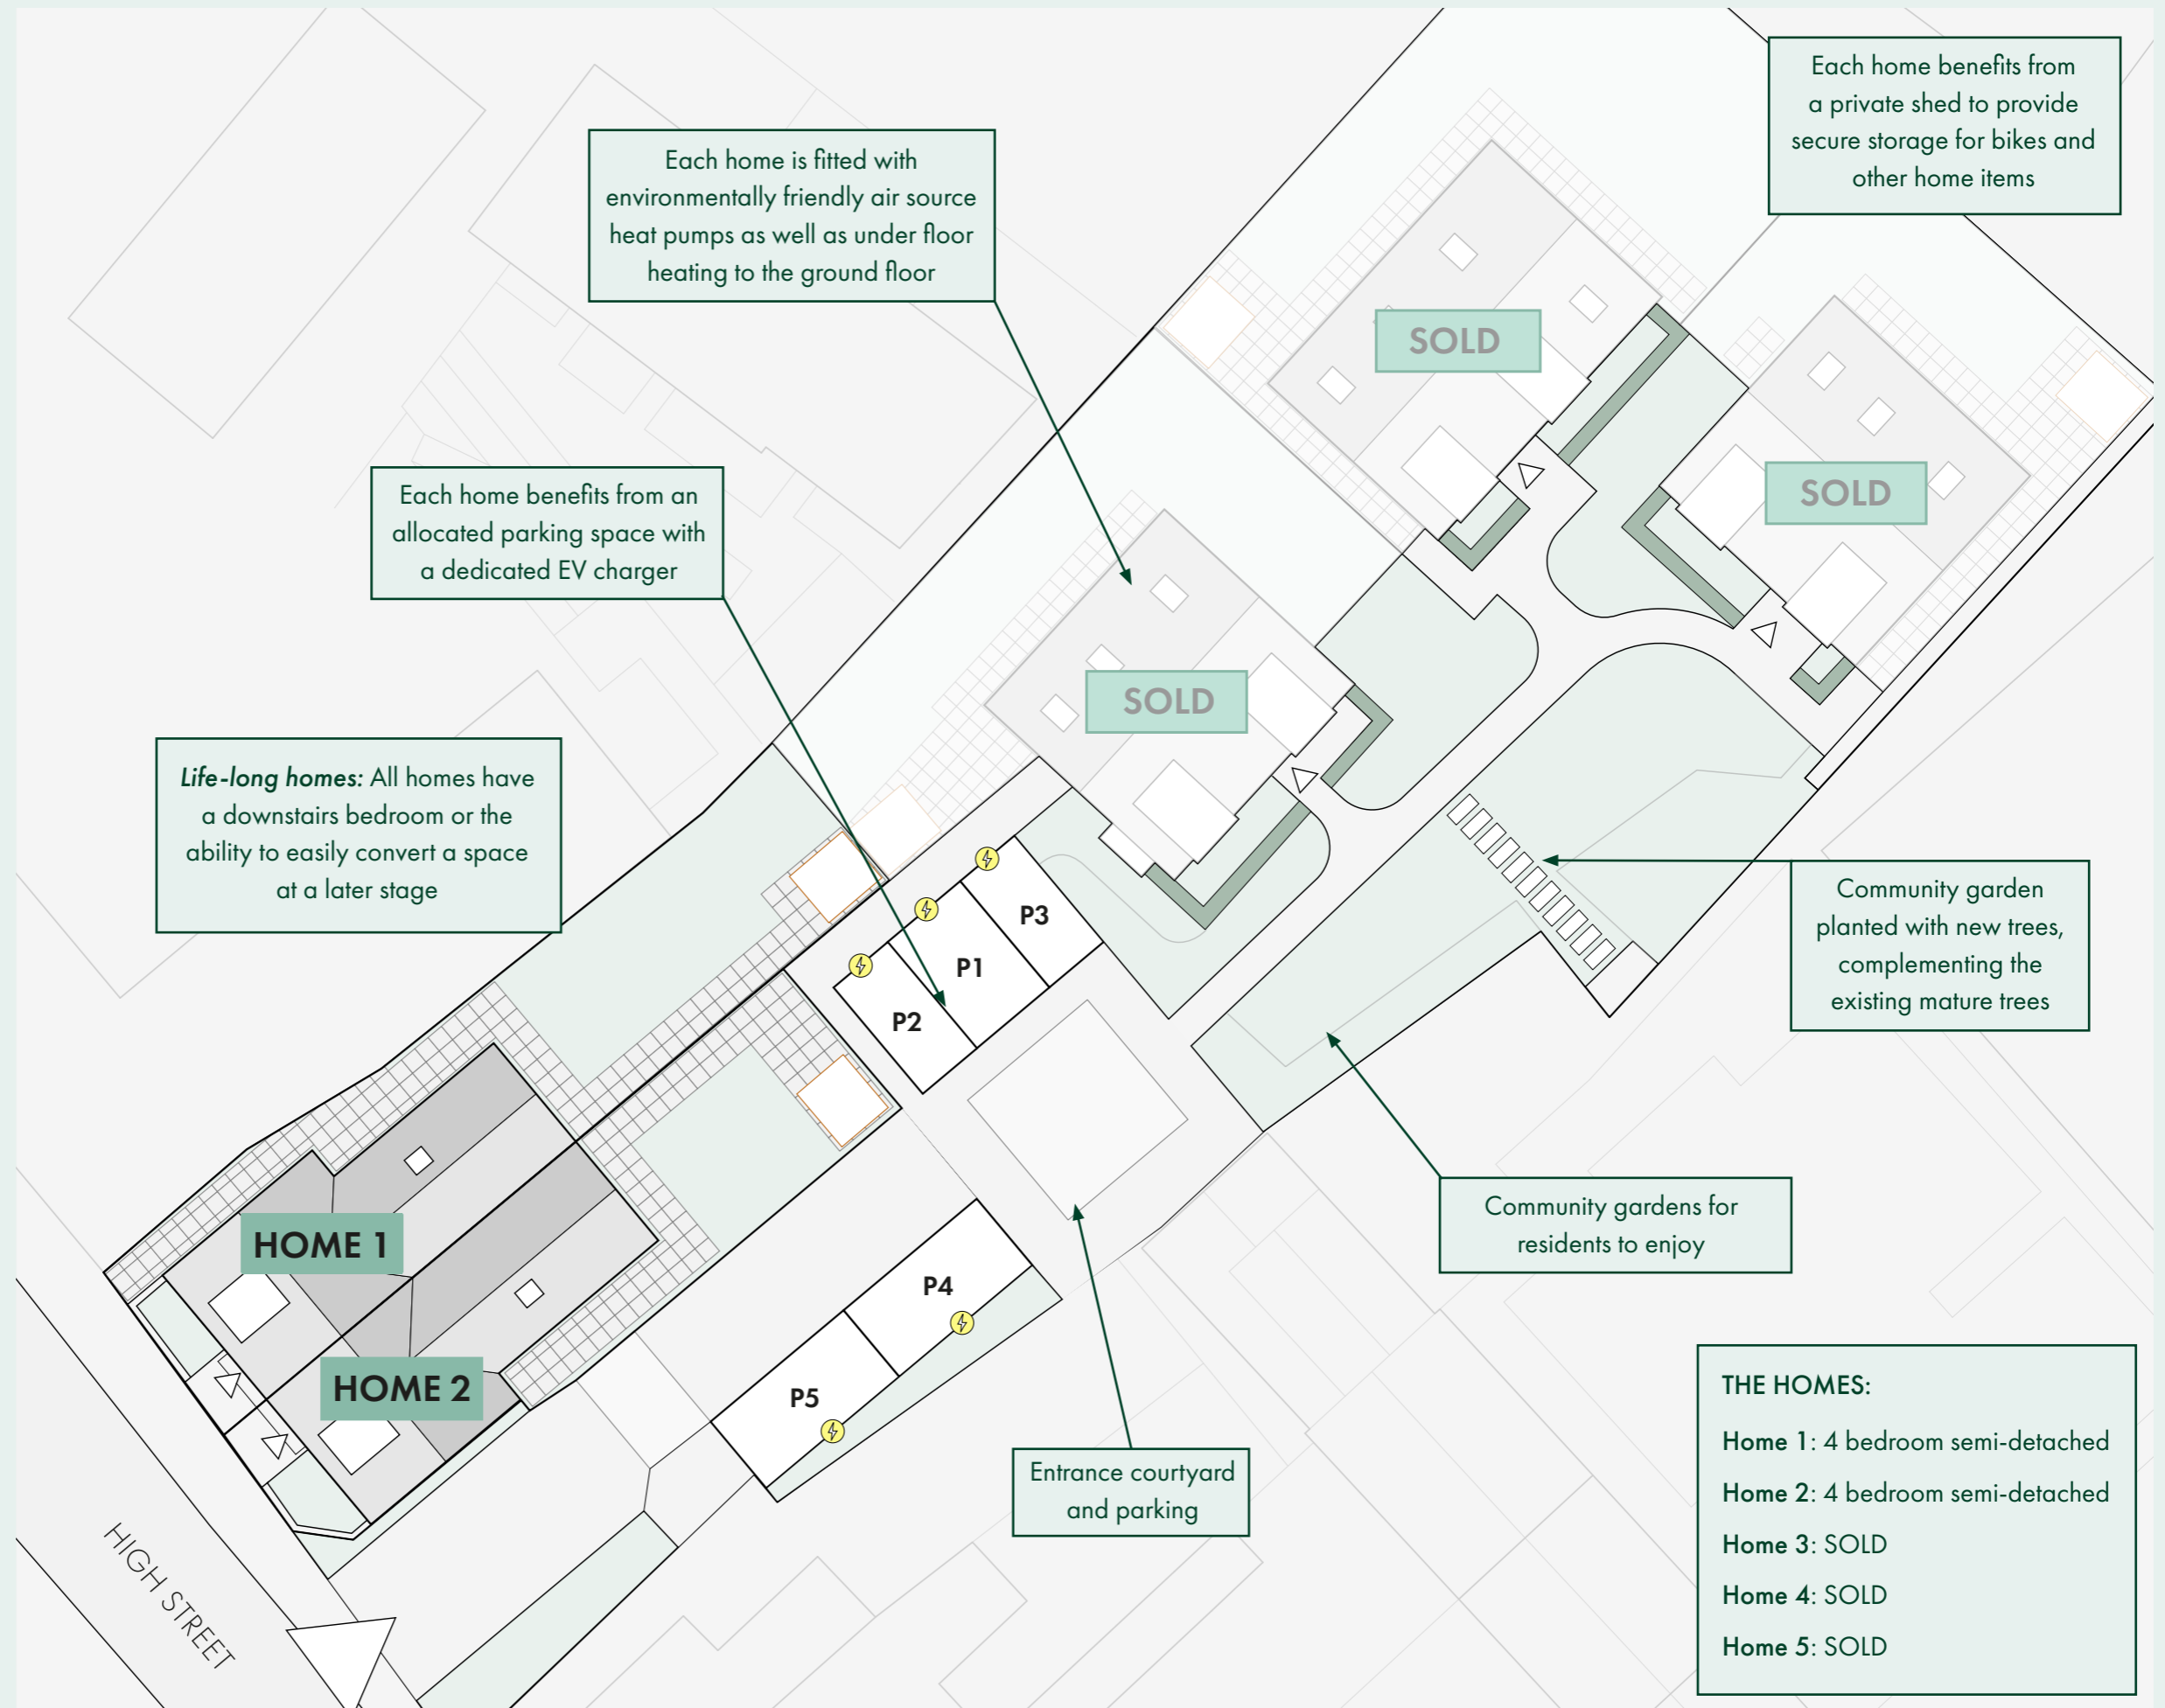 Each home benefits from
a private shed to provide
secure storage for bikes and
other home items
Each home is fitted with
environmentally friendly air source
heat pumps as well as under floor
heating to the ground floor
SOLD
SOLD
Each home benefits from an
allocated parking space with
a dedicated EV charger
SOLD
Life-long homes: All homes have
a downstairs bedroom or the
ability to easily convert a space
at a later stage
P3
P1
P2
Community garden
planted with new trees,
complementing the
existing mature trees
Community gardens for
residents to enjoy
HOME 1
HOME 2
P4
P5
Entrance courtyard
and parking
HIGH STREET
THE HOMES:
Home 1: 4 bedroom semi-detached
Home 2: 4 bedroom semi-detached
Home 3: SOLD
Home 4: SOLD
Home 5: SOLD